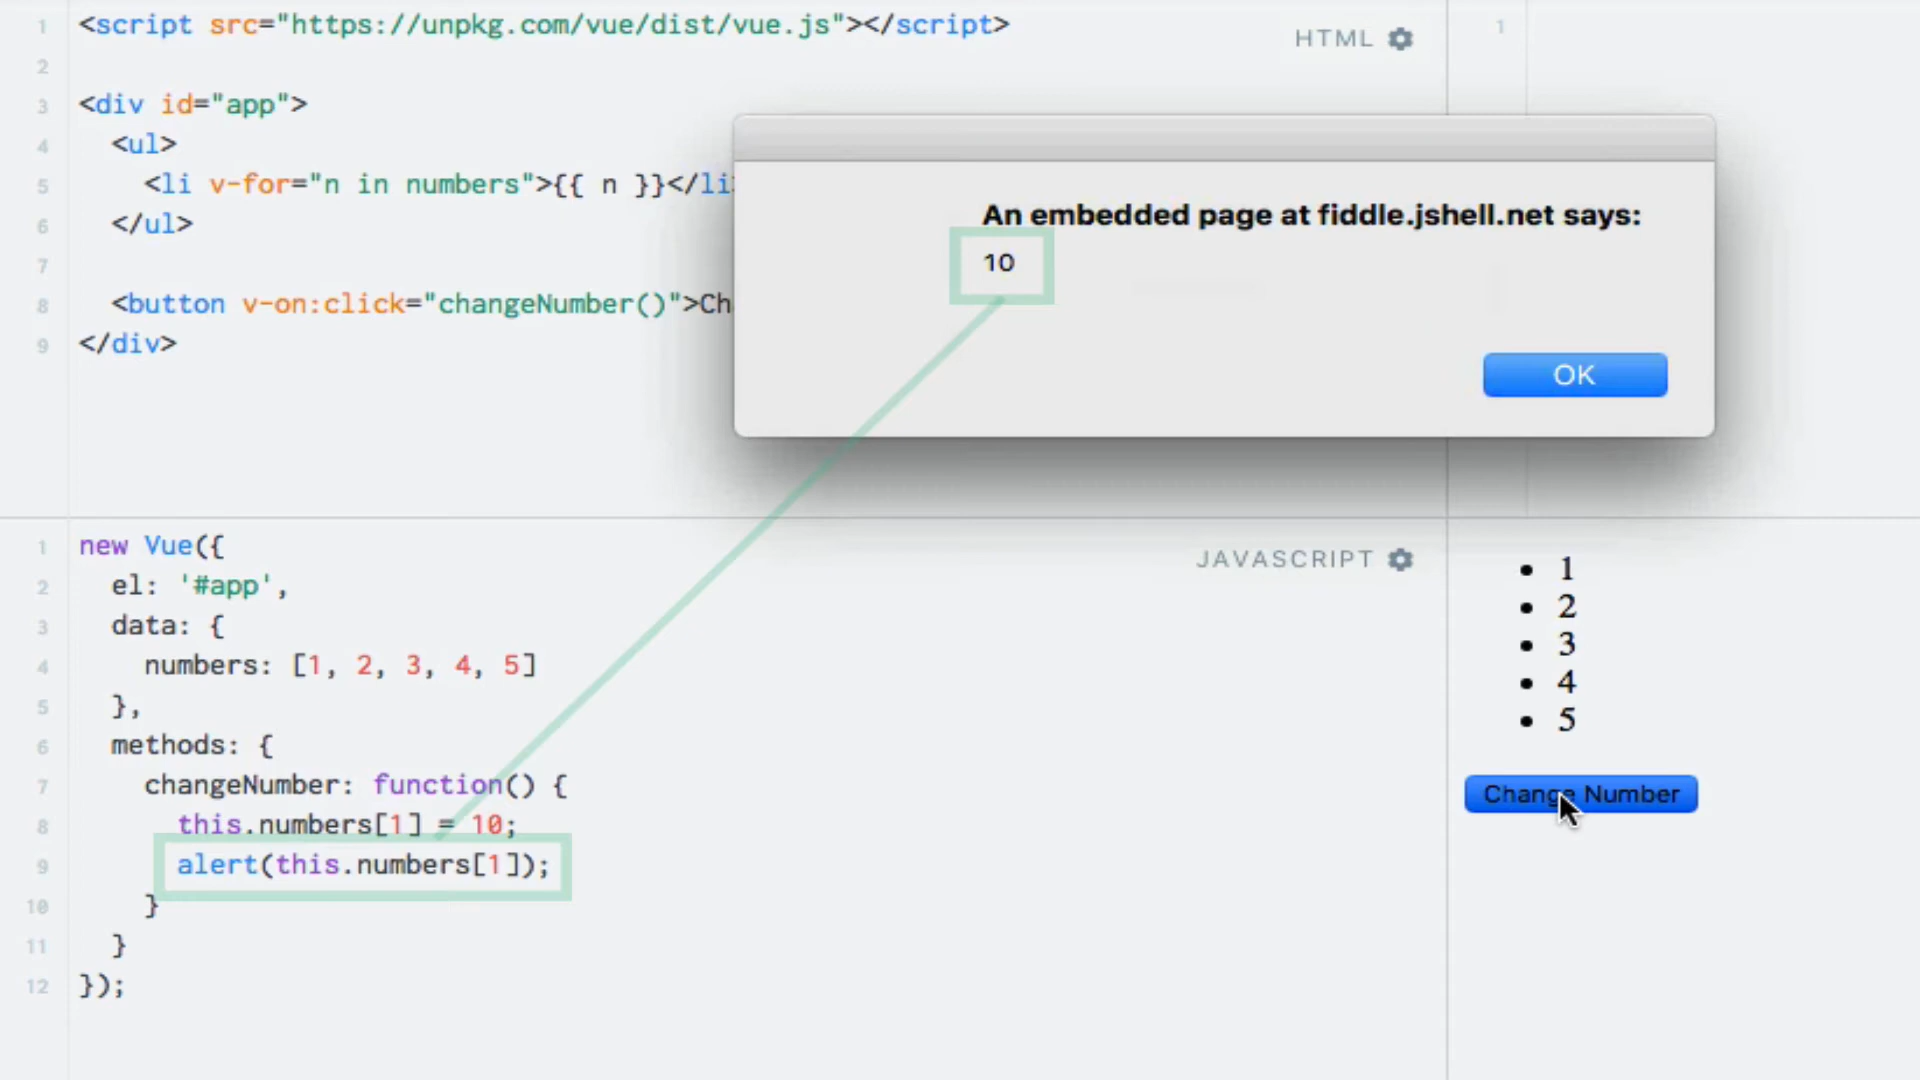 1 <script src="https://unpkg.com/vue/dist/vue.js"></script>
HTML
1
2
3 <div id="app">
4 <ul>
5 <li v-for="n in numbers">{{ n }}</li
6 </ul>
7
8 <button v-on:click="changeNumber()">Ch
9 </div>
An embedded page at fiddle.jshell.net says:
10
OK
1 new Vue({
JAVASCRIPT
2 el: '#app',
3 data: {
4 numbers: [1, 2, 3, 4, 5]
5 },
6 methods: {
7 changeNumber: function() {
8 this.numbers[1] = 10;
9 alert(this.numbers[1]);
10 }
11 }
12 });
1
2
3
4
5
Change Number